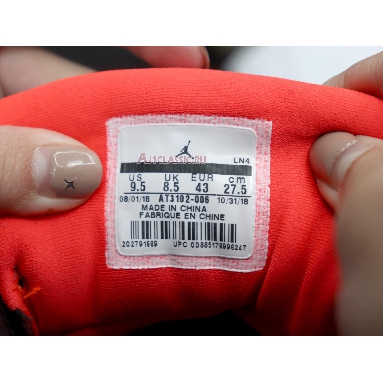 A1CLASSIC.RU
LN4
US UK EUR cm
9.5 8.5 43 27.5
08/01/18 AT3102-006 10/31/18
MADE IN CHINA
FABRIQUE EN CHINE
202791669 UPC 00885178996247